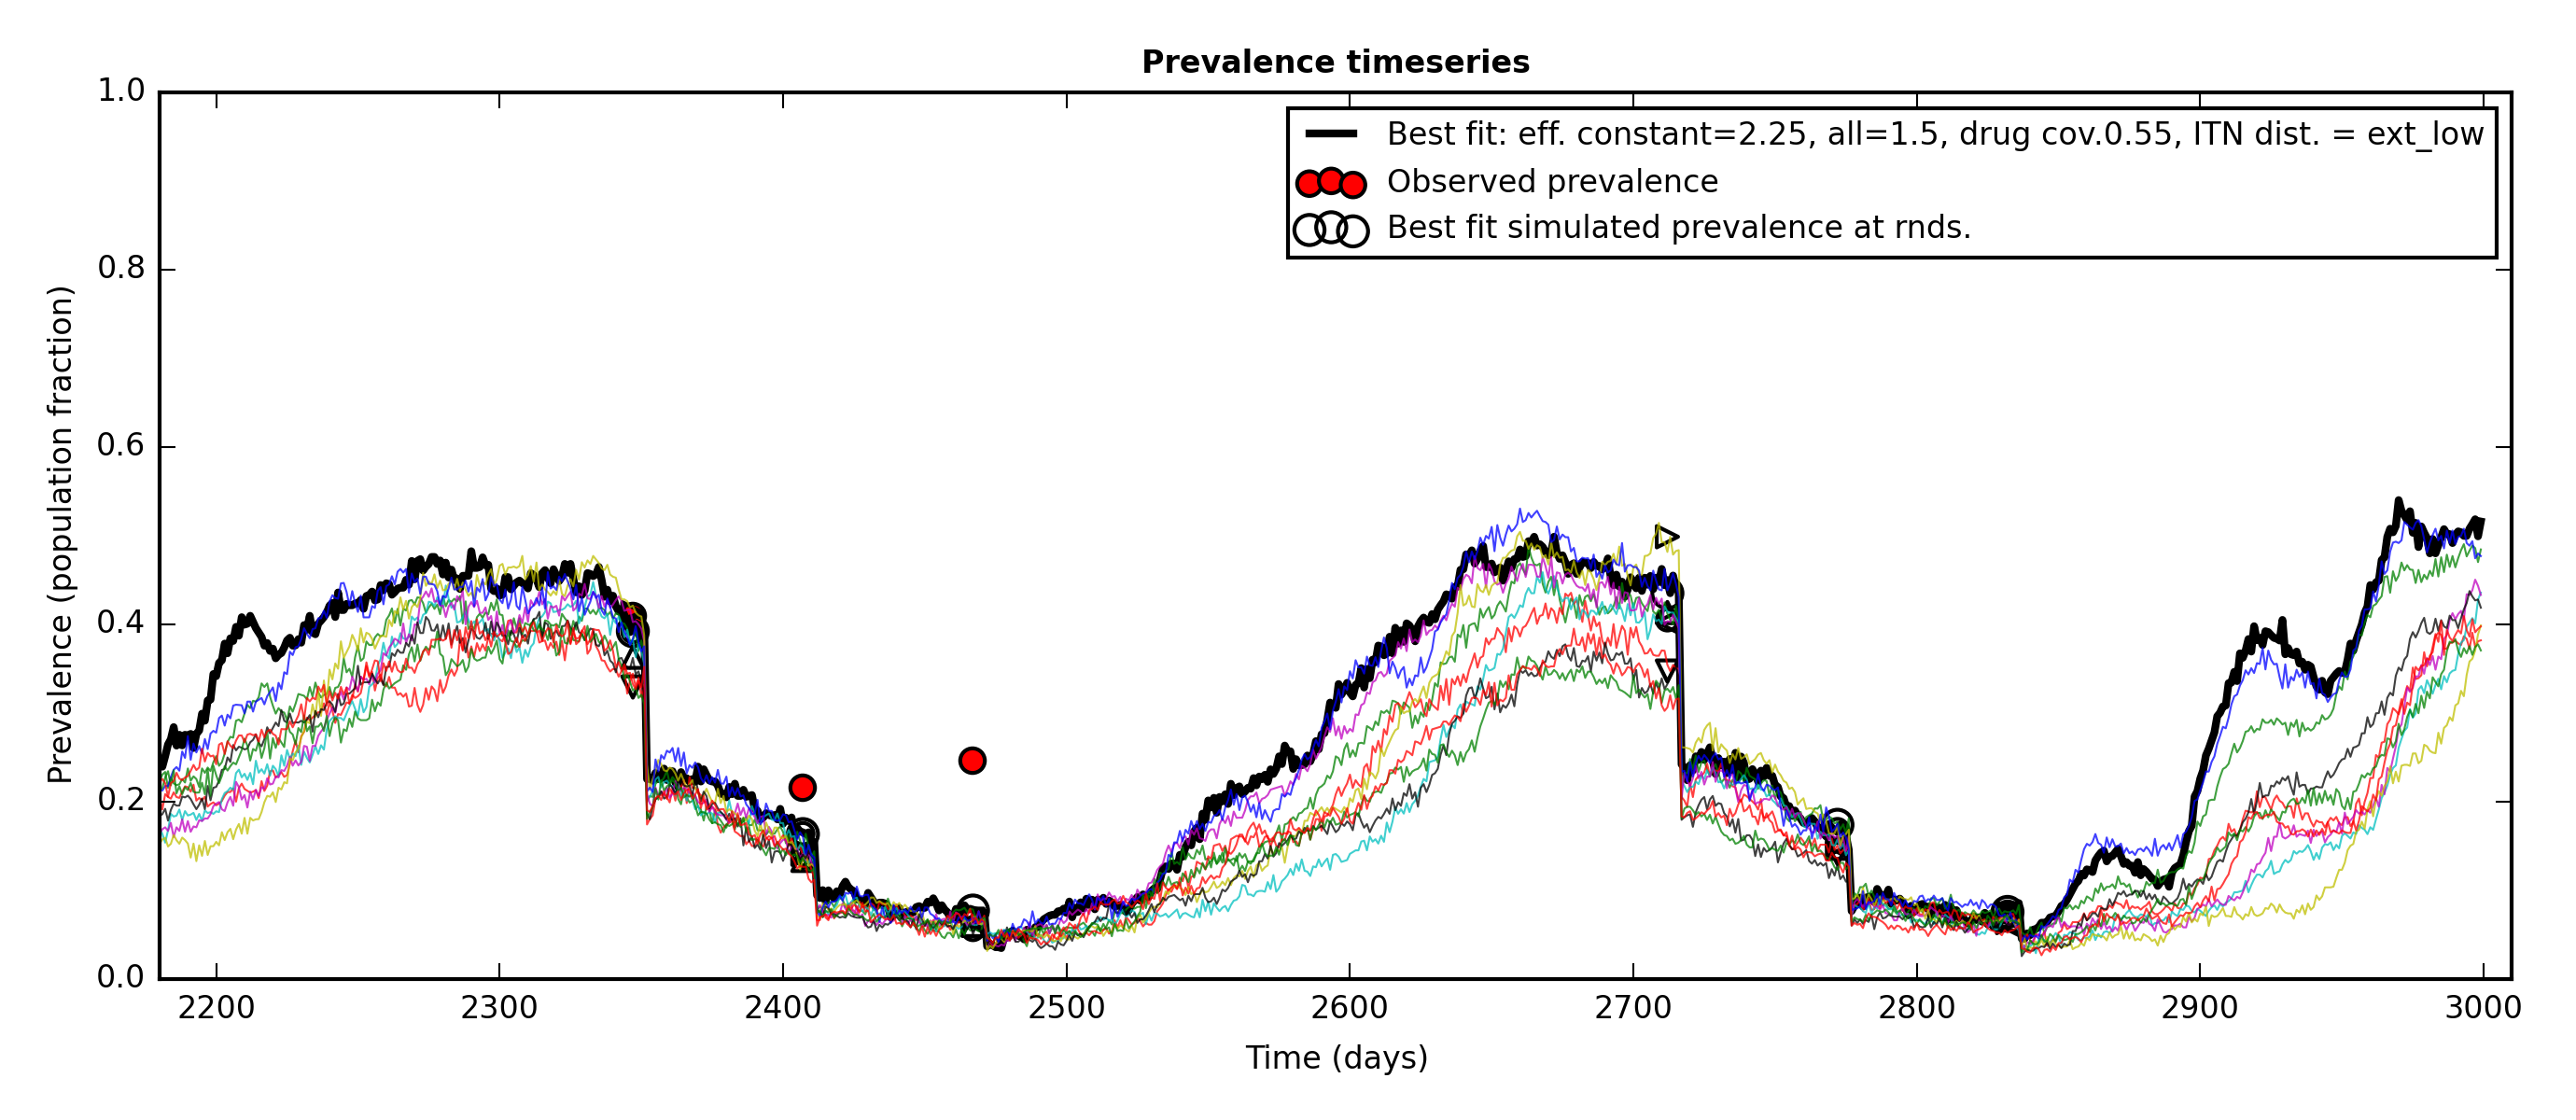 Prevalence timeseries
Best fit: eff. constant=2.25, all=1.5, drug cov.0.55, ITN dist. = ext_low
Observed prevalence
Best fit simulated prevalence at rnds.
Prevalence (population fraction)
1.0
0.8
0.6
0.4
0.2
0.0
2200 2300 2400 2500 2600 2700 2800 2900 3000
Time (days)